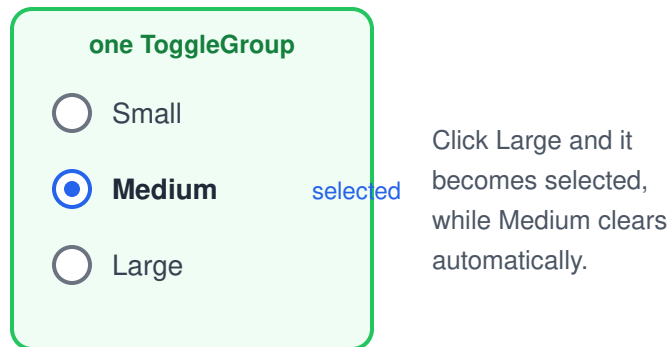 one ToggleGroup
Small
Medium
selected
Large
Click Large and it
becomes selected,
while Medium clears
automatically.